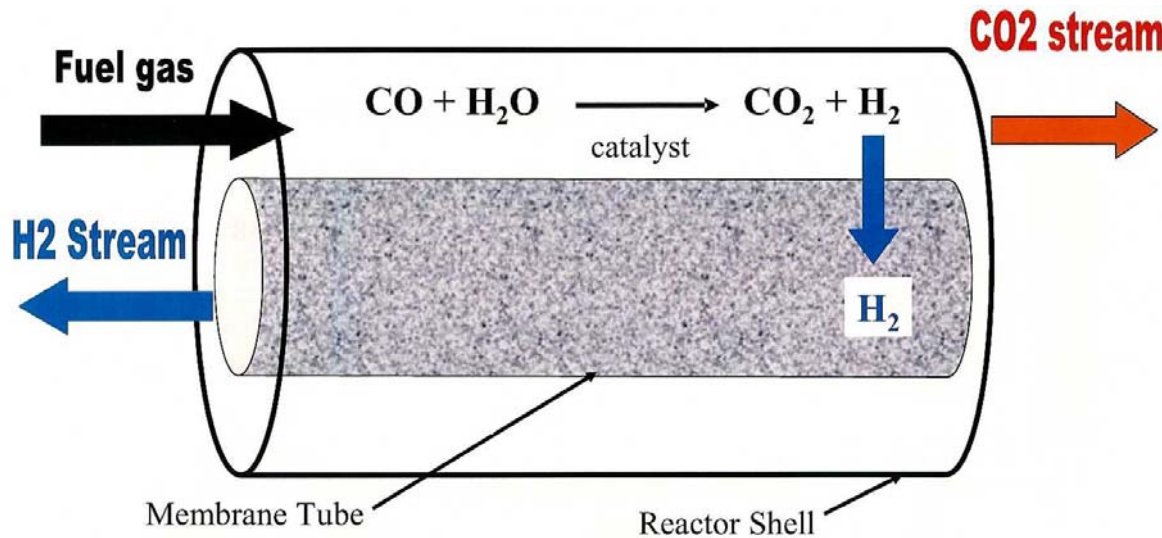 CO2 stream
Fuel gas
CO + H₂O → CO₂ + H₂
catalyst
H2 Stream
H₂
Membrane Tube
Reactor Shell